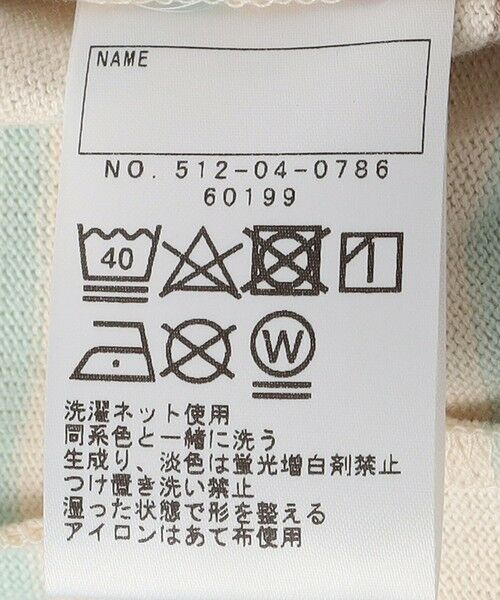 NAME
NO. 512-04-0786
60199
40
W
洗濯ネット使用
同系色と一緒に洗う
生成り、淡色は蛍光増白剤禁止
つけ置き洗い禁止
湿った状態で形を整える
アイロンはあて布使用